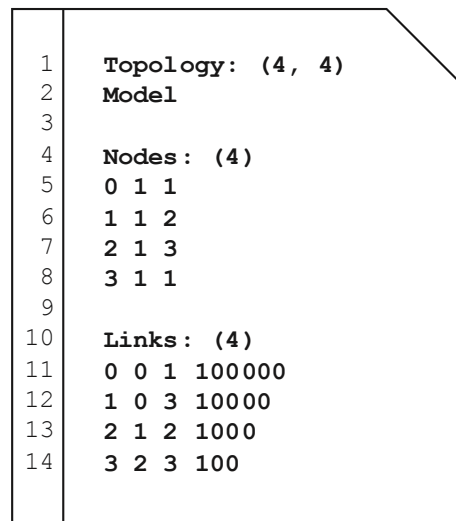 1 Topology: (4, 4)
2 Model
3
4 Nodes: (4)
5 0 1 1
6 1 1 2
7 2 1 3
8 3 1 1
9
10 Links: (4)
11 0 0 1 100000
12 1 0 3 10000
13 2 1 2 1000
14 3 2 3 100